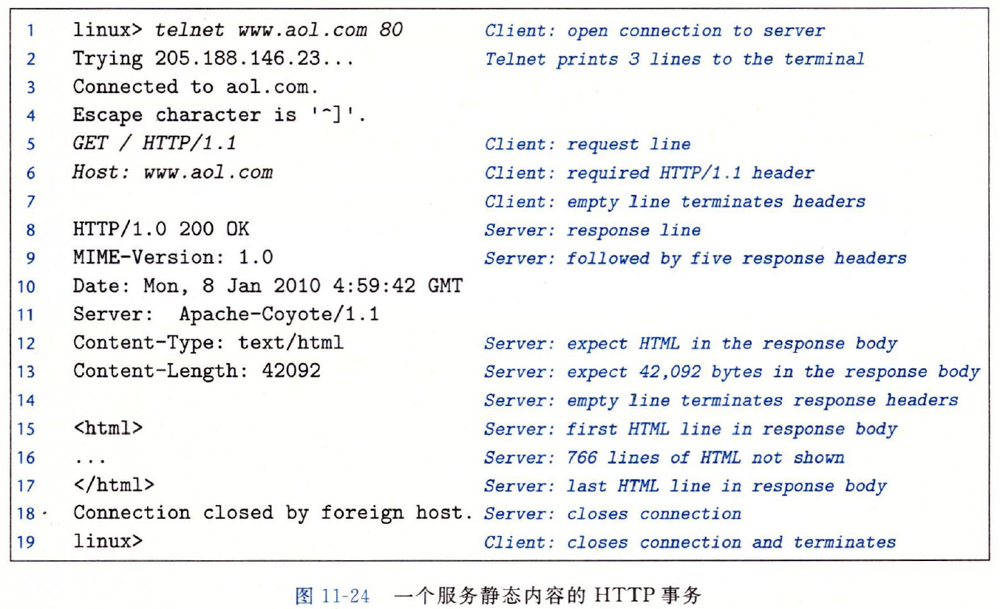 1 linux> telnet www.aol.com 80 Client: open connection to server
2 Trying 205.188.146.23... Telnet prints 3 lines to the terminal
3 Connected to aol.com.
4 Escape character is '^]'.
5 GET / HTTP/1.1 Client: request line
6 Host: www.aol.com Client: required HTTP/1.1 header
7 Client: empty line terminates headers
8 HTTP/1.0 200 OK Server: response line
9 MIME-Version: 1.0 Server: followed by five response headers
10 Date: Mon, 8 Jan 2010 4:59:42 GMT
11 Server: Apache-Coyote/1.1
12 Content-Type: text/html Server: expect HTML in the response body
13 Content-Length: 42092 Server: expect 42,092 bytes in the response body
14 Server: empty line terminates response headers
15 <html> Server: first HTML line in response body
16 ... Server: 766 lines of HTML not shown
17 </html> Server: last HTML line in response body
18 Connection closed by foreign host. Server: closes connection
19 linux> Client: closes connection and terminates
图 11-24 一个服务静态内容的 HTTP 事务